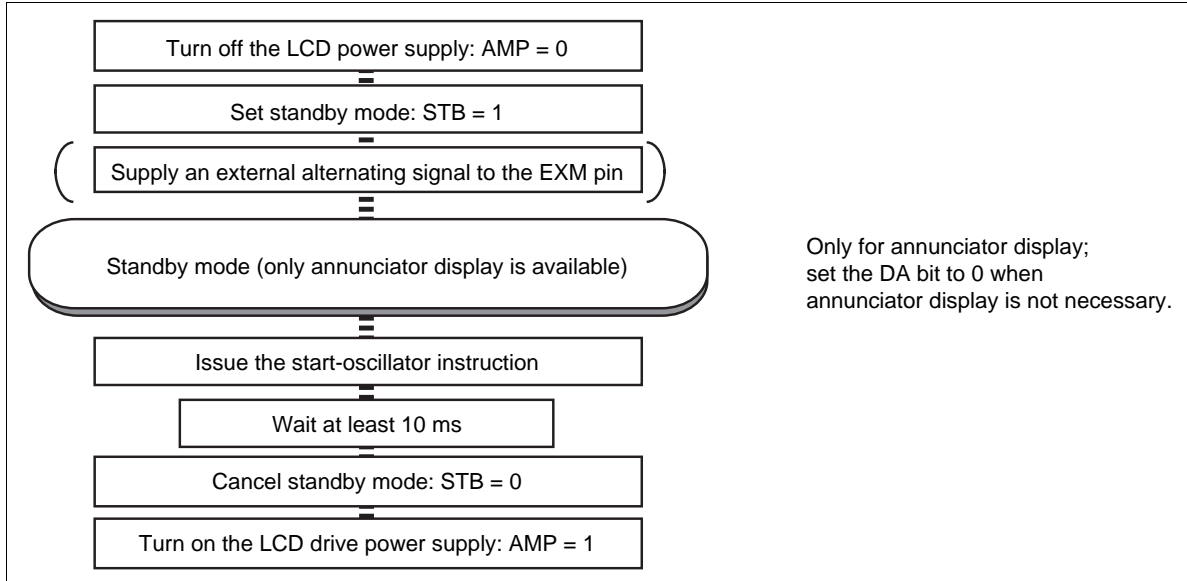 Turn off the LCD power supply: AMP = 0
Set standby mode: STB = 1
Supply an external alternating signal to the EXM pin
Standby mode (only annunciator display is available)
Only for annunciator display;
set the DA bit to 0 when
annunciator display is not necessary.
Issue the start-oscillator instruction
Wait at least 10 ms
Cancel standby mode: STB = 0
Turn on the LCD drive power supply: AMP = 1